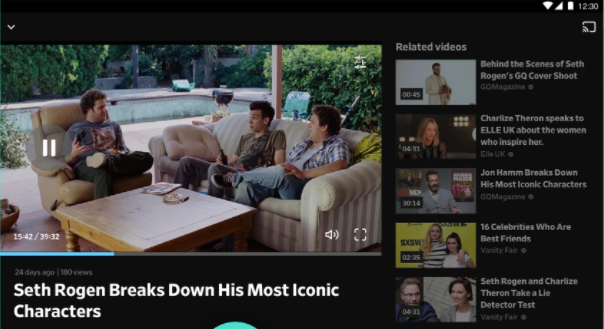 12:30
15-42 / 39-32
24 days ago | 180 views
Seth Rogen Breaks Down His Most Iconic
Characters
Related videos
00:45
Behind the Scenes of Seth
Rogen's GQ Cover Shoot
GQMagazine
04:31
Charlize Theron speaks to
ELLE UK about the women
who inspire her.
Elle UK
30:14
Jon Hamm Breaks Down
His Most Iconic Characters
GQMagazine
SXSW
02:35
16 Celebrities Who Are
Best Friends
Vanity Fair
04:31
Seth Rogen and Charlize
Theron Take a Lie
Detector Test
Vanity Fair